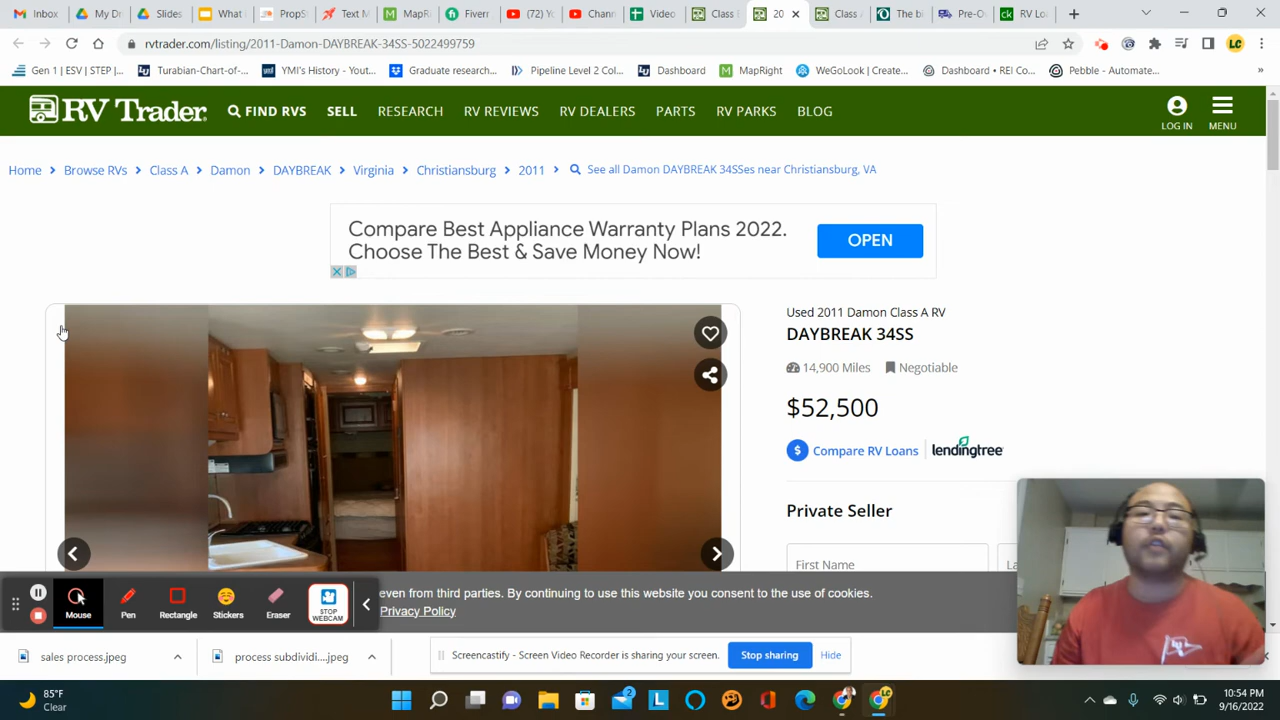 Inbox
My Dr
Slides
What I
PropS
Text M
MapRi
Fiverr
(72) Yo
Chann
Video
Class B
20
Class A
The bi
Pre-Ow
RV Lo
rvtrader.com/listing/2011-Damon-DAYBREAK-34SS-5022499759
LC
Gen 1 | ESV | STEP |...
Turabian-Chart-of-...
YMI's History - Yout...
Graduate research...
Pipeline Level 2 Col...
Dashboard
MapRight
WeGoLook | Create...
Dashboard • REI Co...
Pebble - Automate...
»
RV Trader
FIND RVS
SELL
RESEARCH
RV REVIEWS
RV DEALERS
PARTS
RV PARKS
BLOG
LOG IN
MENU
Home > Browse RVs > Class A > Damon > DAYBREAK > Virginia > Christiansburg > 2011 > See all Damon DAYBREAK 34SSes near Christiansburg, VA
Compare Best Appliance Warranty Plans 2022.
Choose The Best & Save Money Now!
OPEN
Used 2011 Damon Class A RV
DAYBREAK 34SS
14,900 Miles
Negotiable
$52,500
$ Compare RV Loans
lendingtree
Private Seller
First Name
La
Mouse
Pen
Rectangle
Stickers
Eraser
STOP
WEBCAM
even from third parties. By continuing to use this website you consent to the use of cookies.
Privacy Policy
sales process.jpeg
process subdividi....jpeg
Screencastify - Screen Video Recorder is sharing your screen.
Stop sharing
Hide
85°F
Clear
2
L
LC
10:54 PM
9/16/2022